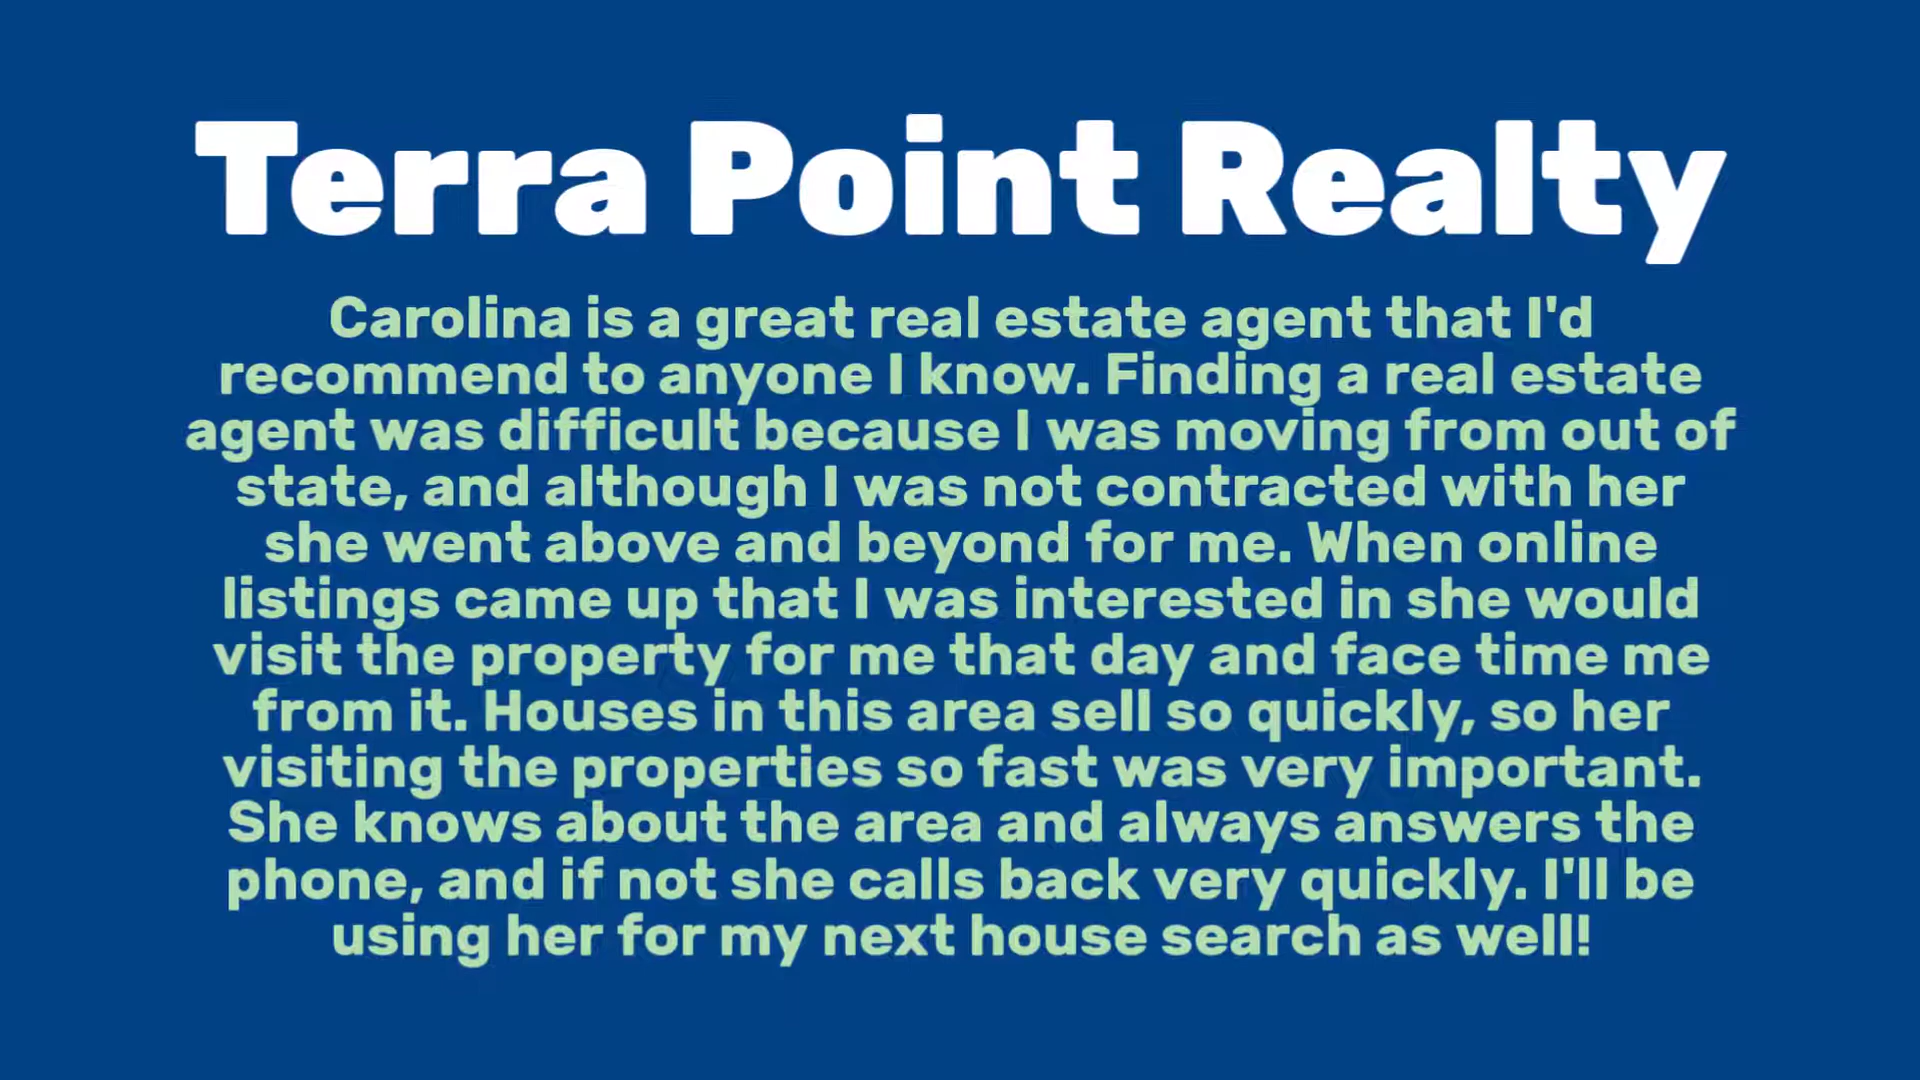 Terra Point Realty
Carolina is a great real estate agent that I'd
recommend to anyone I know. Finding a real estate
agent was difficult because I was moving from out of
state, and although I was not contracted with her
she went above and beyond for me. When online
listings came up that I was interested in she would
visit the property for me that day and face time me
from it. Houses in this area sell so quickly, so her
visiting the properties so fast was very important.
She knows about the area and always answers the
phone, and if not she calls back very quickly. I'll be
using her for my next house search as well!